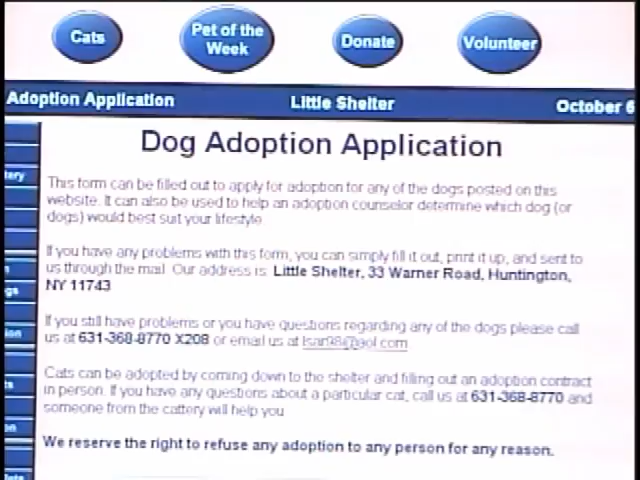 Cats
Pet of the
Week
Donate
Volunteer
Adoption Application Little Shelter October 6
Dog Adoption Application
This form can be filled out to apply for adoption for any of the dogs posted on this
website. It can also be used to help an adoption counselor determine which dog (or
dogs) would best suit your lifestyle.
If you have any problems with this form, you can simply fill it out, print it up, and sent to
us through the mail. Our address is: Little Shelter, 33 Warner Road, Huntington,
NY 11743
If you still have problems or you have questions regarding any of the dogs please call
us at 631-368-8770 X208 or email us at lsar98@aol.com
Cats can be adopted by coming down to the shelter and filling out an adoption contract
in person. If you have any questions about a particular cat, call us at 631-368-8770 and
someone from the cattery will help you
We reserve the right to refuse any adoption to any person for any reason.